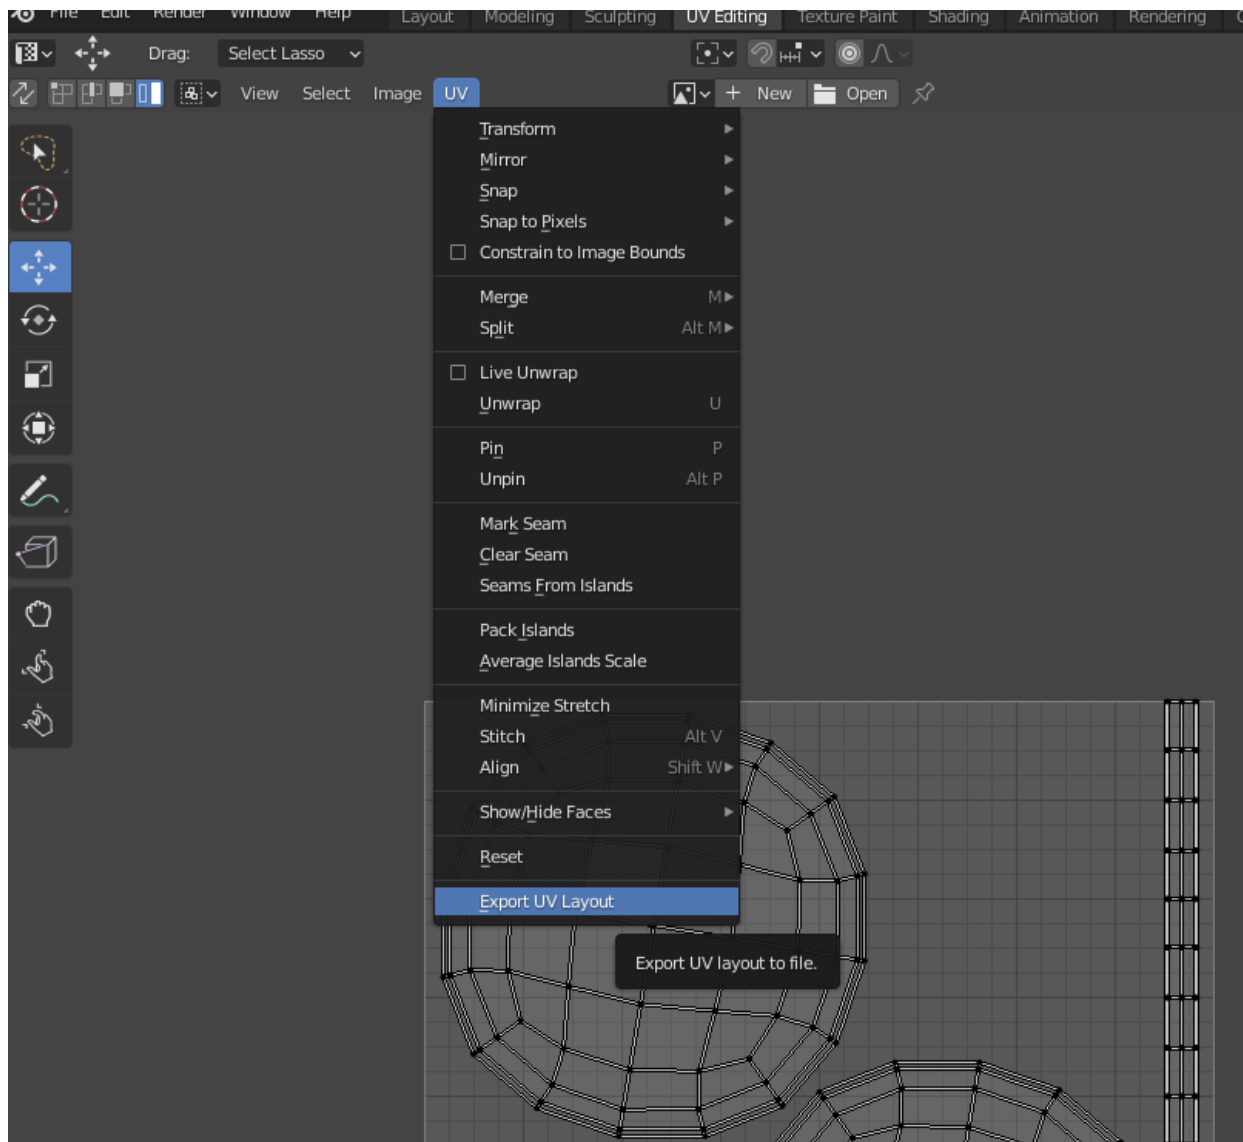 File Edit Render Window Help Layout Modeling Sculpting UV Editing Texture Paint Shading Animation Rendering
Drag: Select Lasso
View Select Image UV + New Open
Transform
Mirror
Snap
Snap to Pixels
Constrain to Image Bounds
Merge M
Split Alt M
Live Unwrap
Unwrap U
Pin P
Unpin Alt P
Mark Seam
Clear Seam
Seams From Islands
Pack Islands
Average Islands Scale
Minimize Stretch
Stitch Alt V
Align Shift W
Show/Hide Faces
Reset
Export UV Layout
Export UV layout to file.